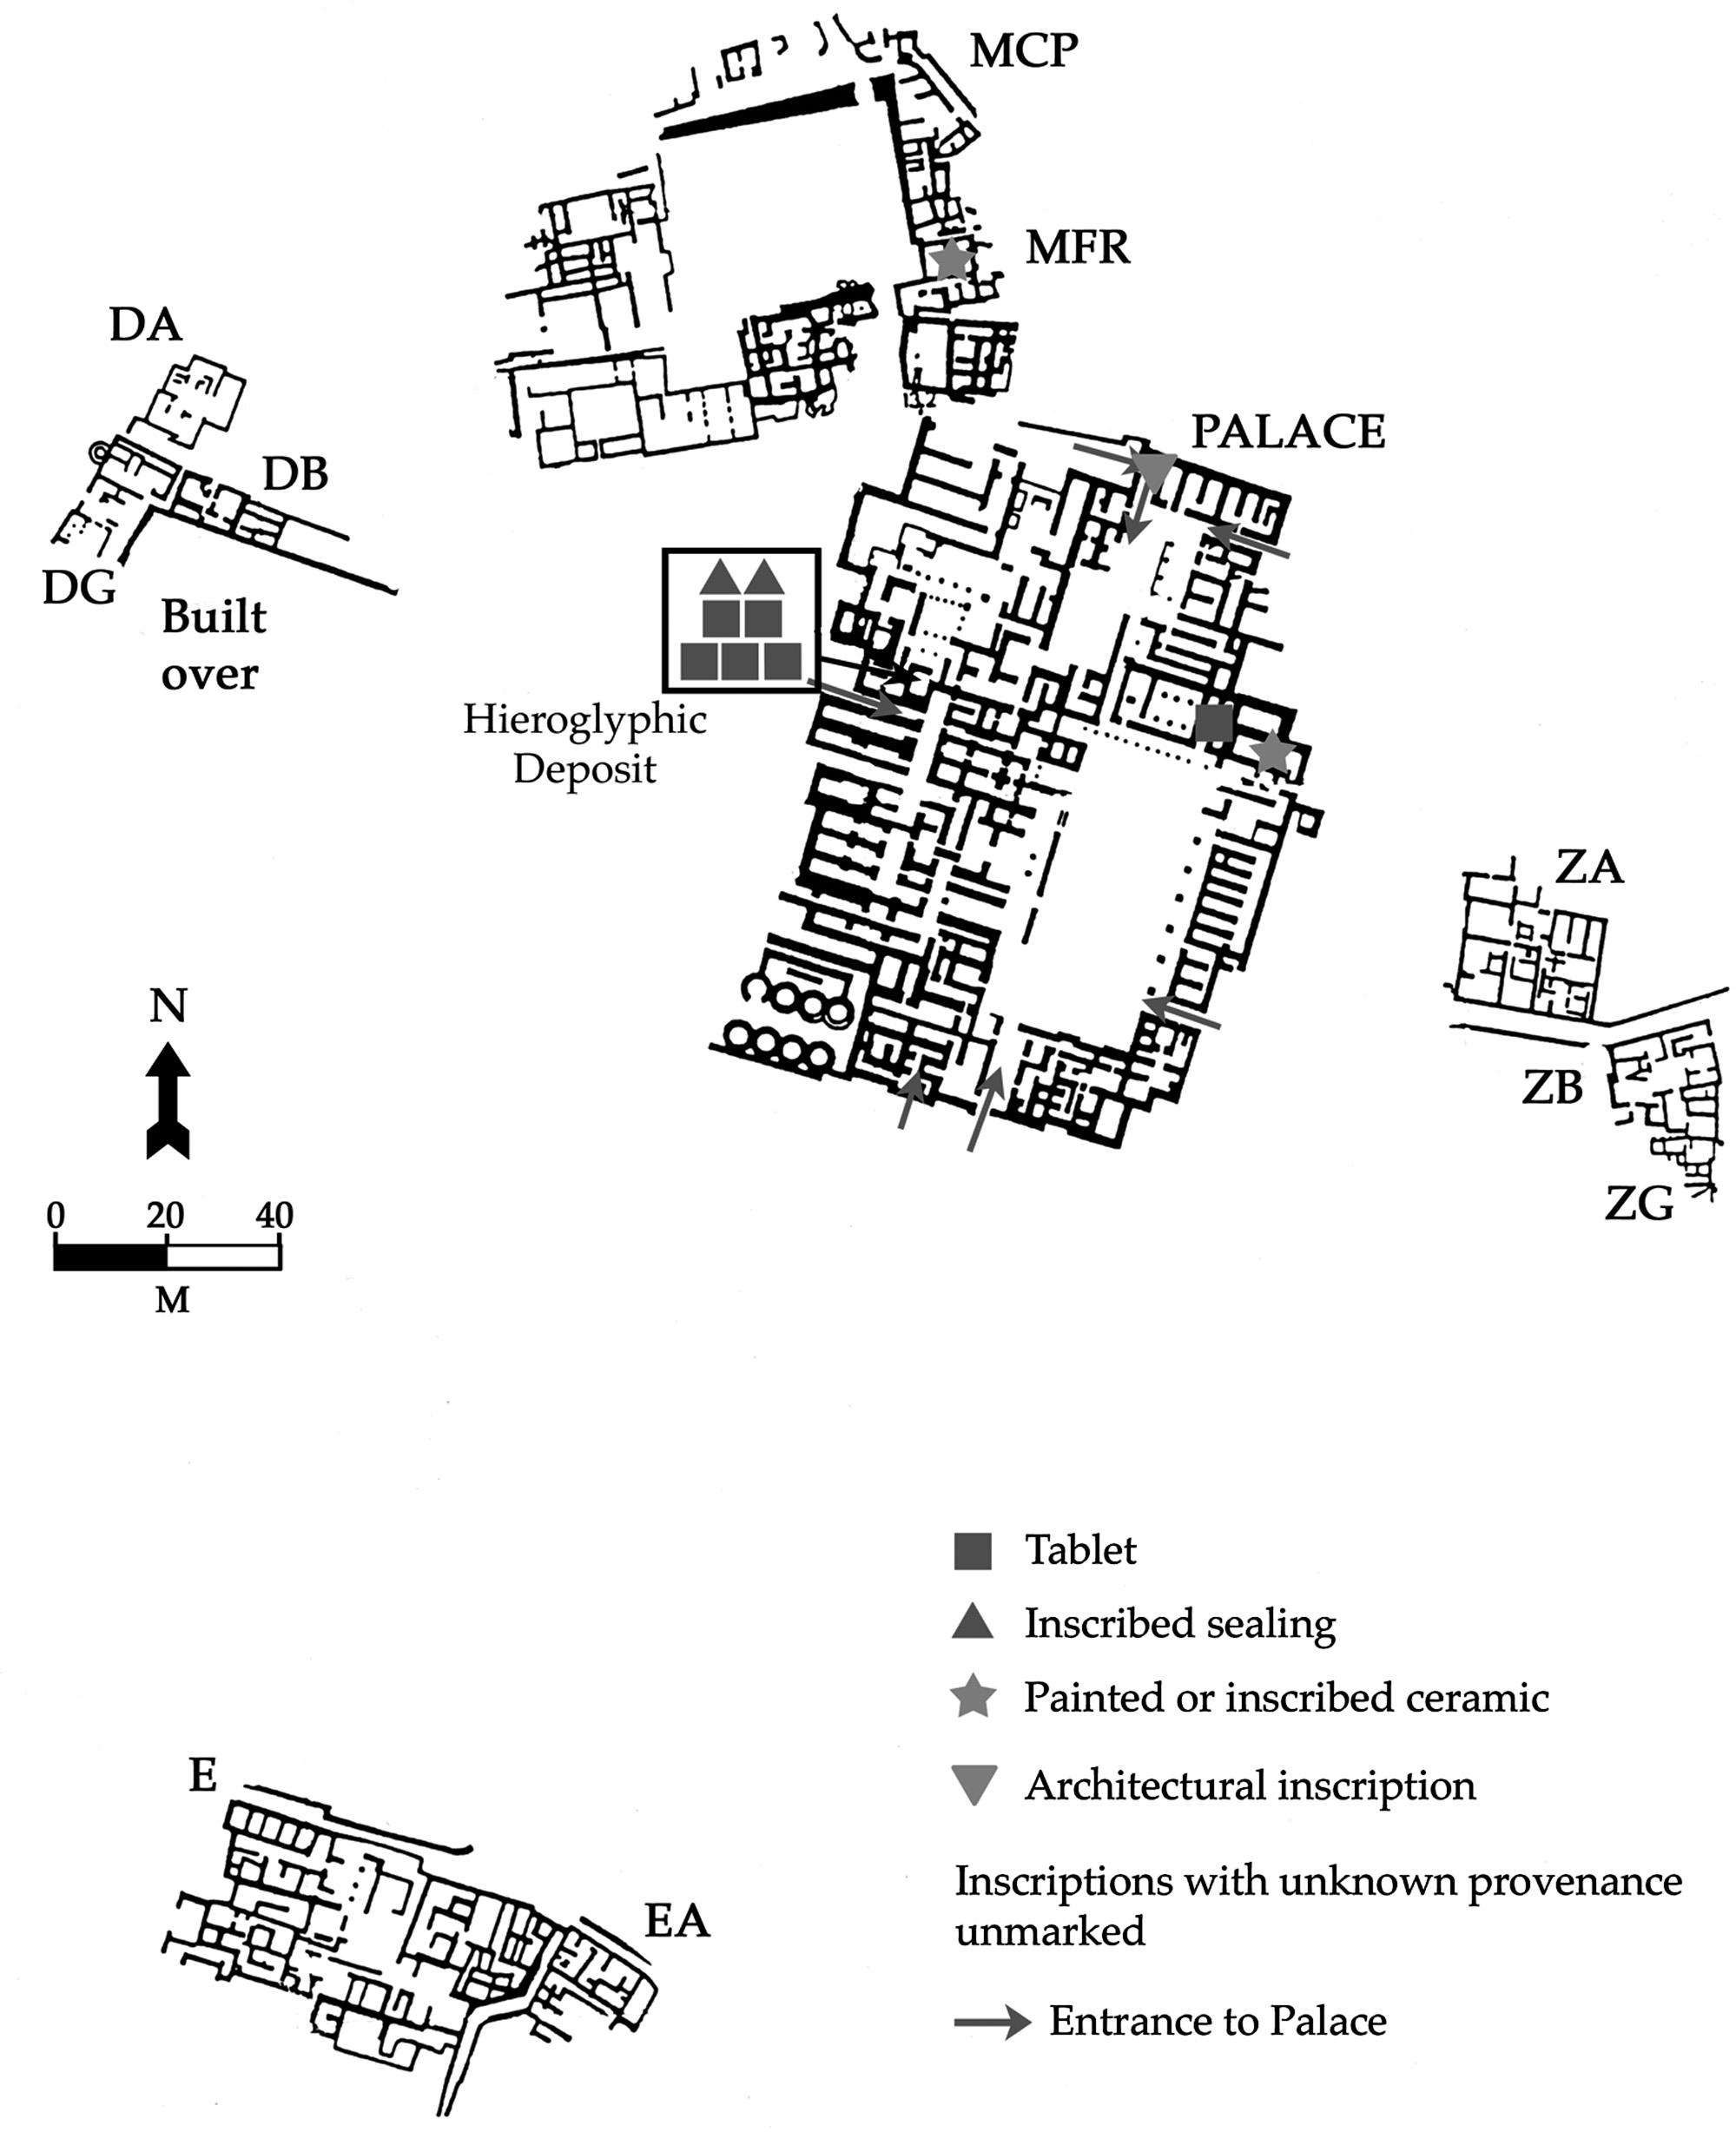 MCP
MFR
DA
PALACE
DB
DG
Built
over
Hieroglyphic
Deposit
ZA
N
ZB
ZG
0 20 40
M
Tablet
Inscribed sealing
Painted or inscribed ceramic
Architectural inscription
E
Inscriptions with unknown provenance
unmarked
EA
Entrance to Palace